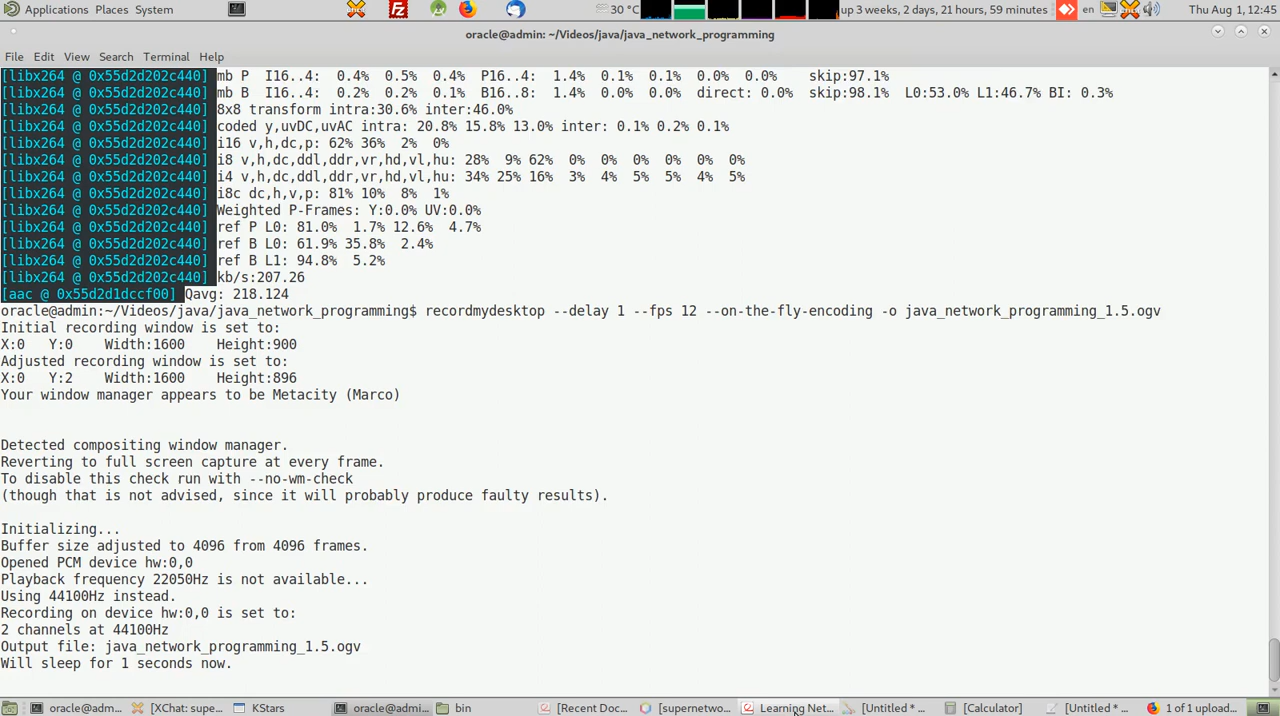 Applications Places System 30 °C up 3 weeks, 2 days, 21 hours, 59 minutes en Thu Aug 1, 12:45
oracle@admin: ~/Videos/java/java_network_programming
File Edit View Search Terminal Help
[libx264 @ 0x55d2d202c440] mb P I16..4: 0.4% 0.5% 0.4% P16..4: 1.4% 0.1% 0.1% 0.0% 0.0% skip:97.1%
[libx264 @ 0x55d2d202c440] mb B I16..4: 0.2% 0.2% 0.1% B16..8: 1.4% 0.0% 0.0% direct: 0.0% skip:98.1% L0:53.0% L1:46.7% BI: 0.3%
[libx264 @ 0x55d2d202c440] 8x8 transform intra:30.6% inter:46.0%
[libx264 @ 0x55d2d202c440] coded y,uvDC,uvAC intra: 20.8% 15.8% 13.0% inter: 0.1% 0.2% 0.1%
[libx264 @ 0x55d2d202c440] i16 v,h,dc,p: 62% 36% 2% 0%
[libx264 @ 0x55d2d202c440] i8 v,h,dc,ddl,ddr,vr,hd,vl,hu: 28% 9% 62% 0% 0% 0% 0% 0% 0%
[libx264 @ 0x55d2d202c440] i4 v,h,dc,ddl,ddr,vr,hd,vl,hu: 34% 25% 16% 3% 4% 5% 5% 4% 5%
[libx264 @ 0x55d2d202c440] i8c dc,h,v,p: 81% 10% 8% 1%
[libx264 @ 0x55d2d202c440] Weighted P-Frames: Y:0.0% UV:0.0%
[libx264 @ 0x55d2d202c440] ref P L0: 81.0% 1.7% 12.6% 4.7%
[libx264 @ 0x55d2d202c440] ref B L0: 61.9% 35.8% 2.4%
[libx264 @ 0x55d2d202c440] ref B L1: 94.8% 5.2%
[libx264 @ 0x55d2d202c440] kb/s:207.26
[aac @ 0x55d2d1dccf00] Qavg: 218.124
oracle@admin:~/Videos/java/java_network_programming$ recordmydesktop --delay 1 --fps 12 --on-the-fly-encoding -o java_network_programming_1.5.ogv
Initial recording window is set to:
X:0 Y:0 Width:1600 Height:900
Adjusted recording window is set to:
X:0 Y:2 Width:1600 Height:896
Your window manager appears to be Metacity (Marco)
Detected compositing window manager.
Reverting to full screen capture at every frame.
To disable this check run with --no-wm-check
(though that is not advised, since it will probably produce faulty results).
Initializing...
Buffer size adjusted to 4096 from 4096 frames.
Opened PCM device hw:0,0
Playback frequency 22050Hz is not available...
Using 44100Hz instead.
Recording on device hw:0,0 is set to:
2 channels at 44100Hz
Output file: java_network_programming_1.5.ogv
Will sleep for 1 seconds now.
oracle@adm... [XChat: supe... KStars oracle@admi... bin [Recent Doc... [supernetwo... Learning Net... [Untitled * ... [Calculator] [Untitled * ... 1 of 1 upload...